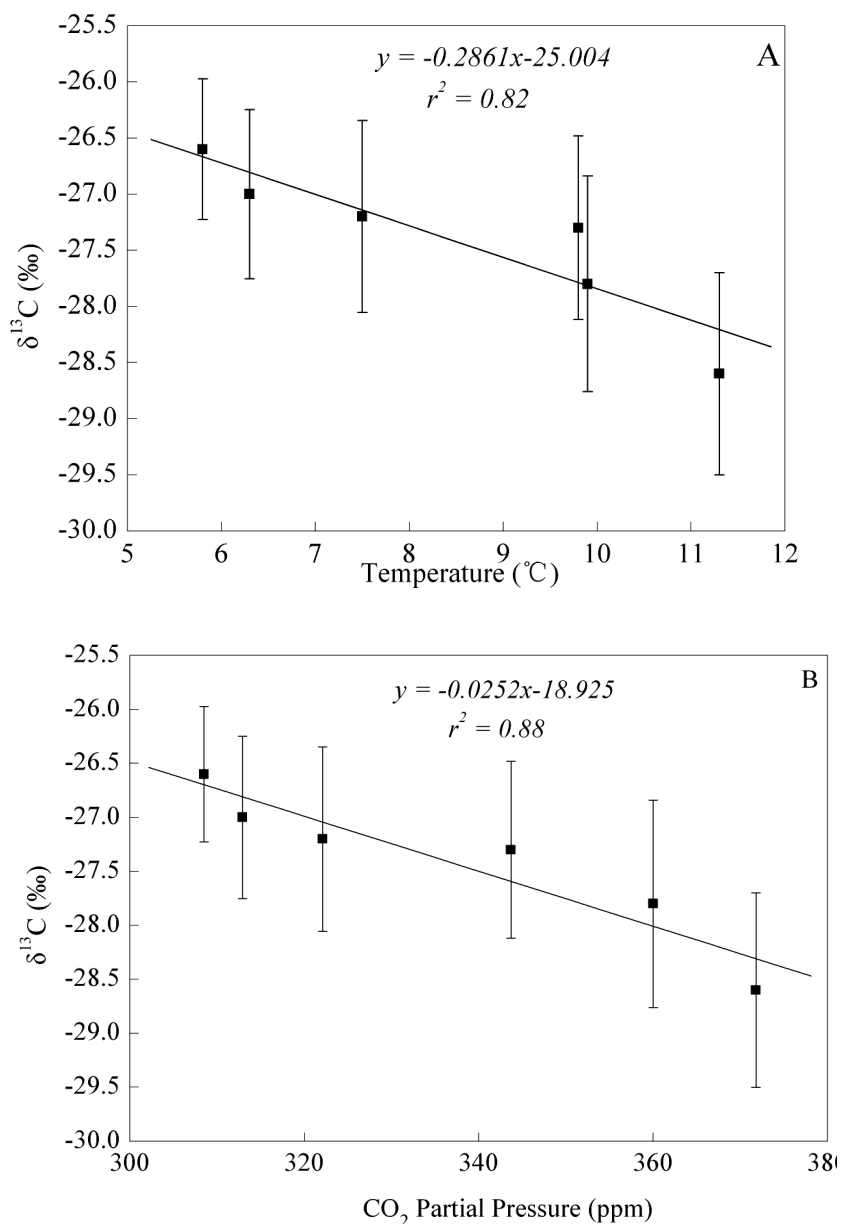 A
y = -0.2861x-25.004
r² = 0.82
-25.5
-26.0
-26.5
-27.0
-27.5
-28.0
-28.5
-29.0
-29.5
-30.0
δ¹³C (‰)
5 6 7 8 9 10 11 12
Temperature (℃)
B
y = -0.0252x-18.925
r² = 0.88
-25.5
-26.0
-26.5
-27.0
-27.5
-28.0
-28.5
-29.0
-29.5
-30.0
δ¹³C (‰)
300 320 340 360 380
CO₂ Partial Pressure (ppm)